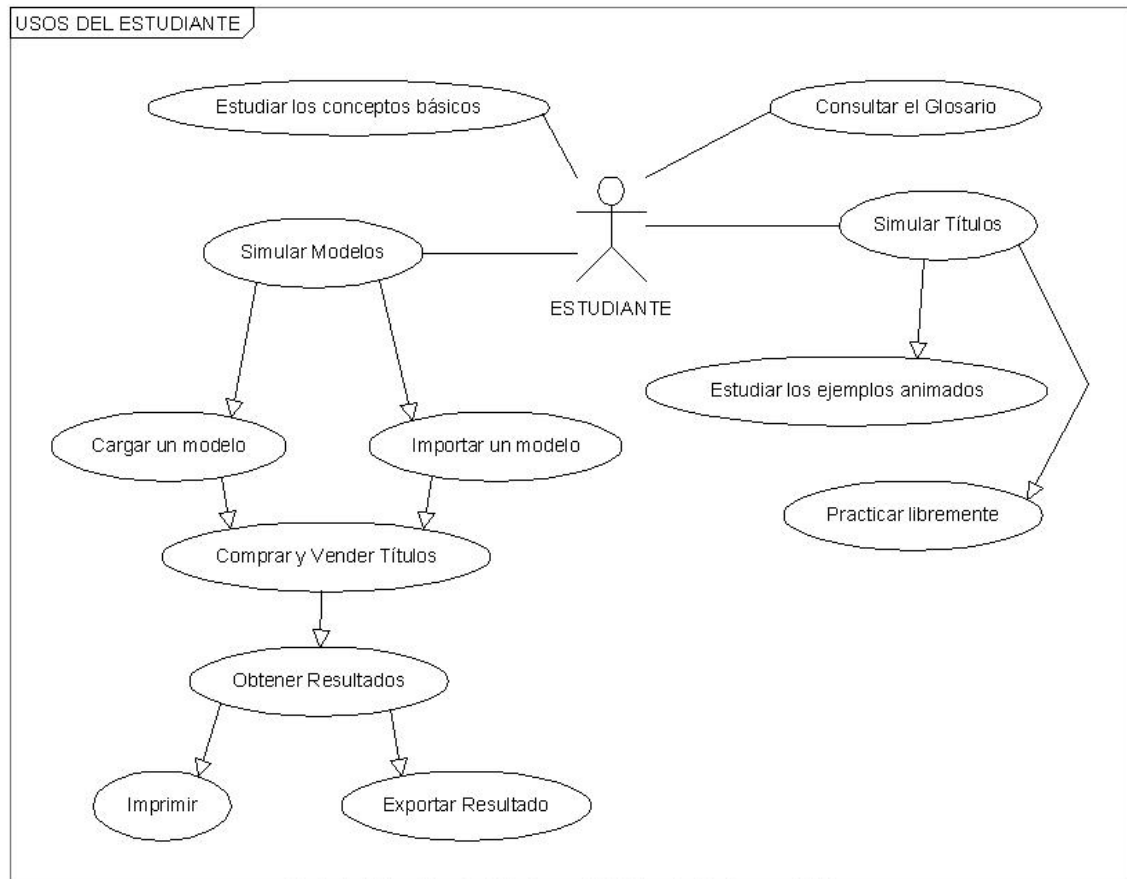 USOS DEL ESTUDIANTE
Estudiar los conceptos básicos
Consultar el Glosario
Simular Modelos
Simular Títulos
ESTUDIANTE
Estudiar los ejemplos animados
Cargar un modelo
Importar un modelo
Practicar libremente
Comprar y Vender Títulos
Obtener Resultados
Imprimir
Exportar Resultado